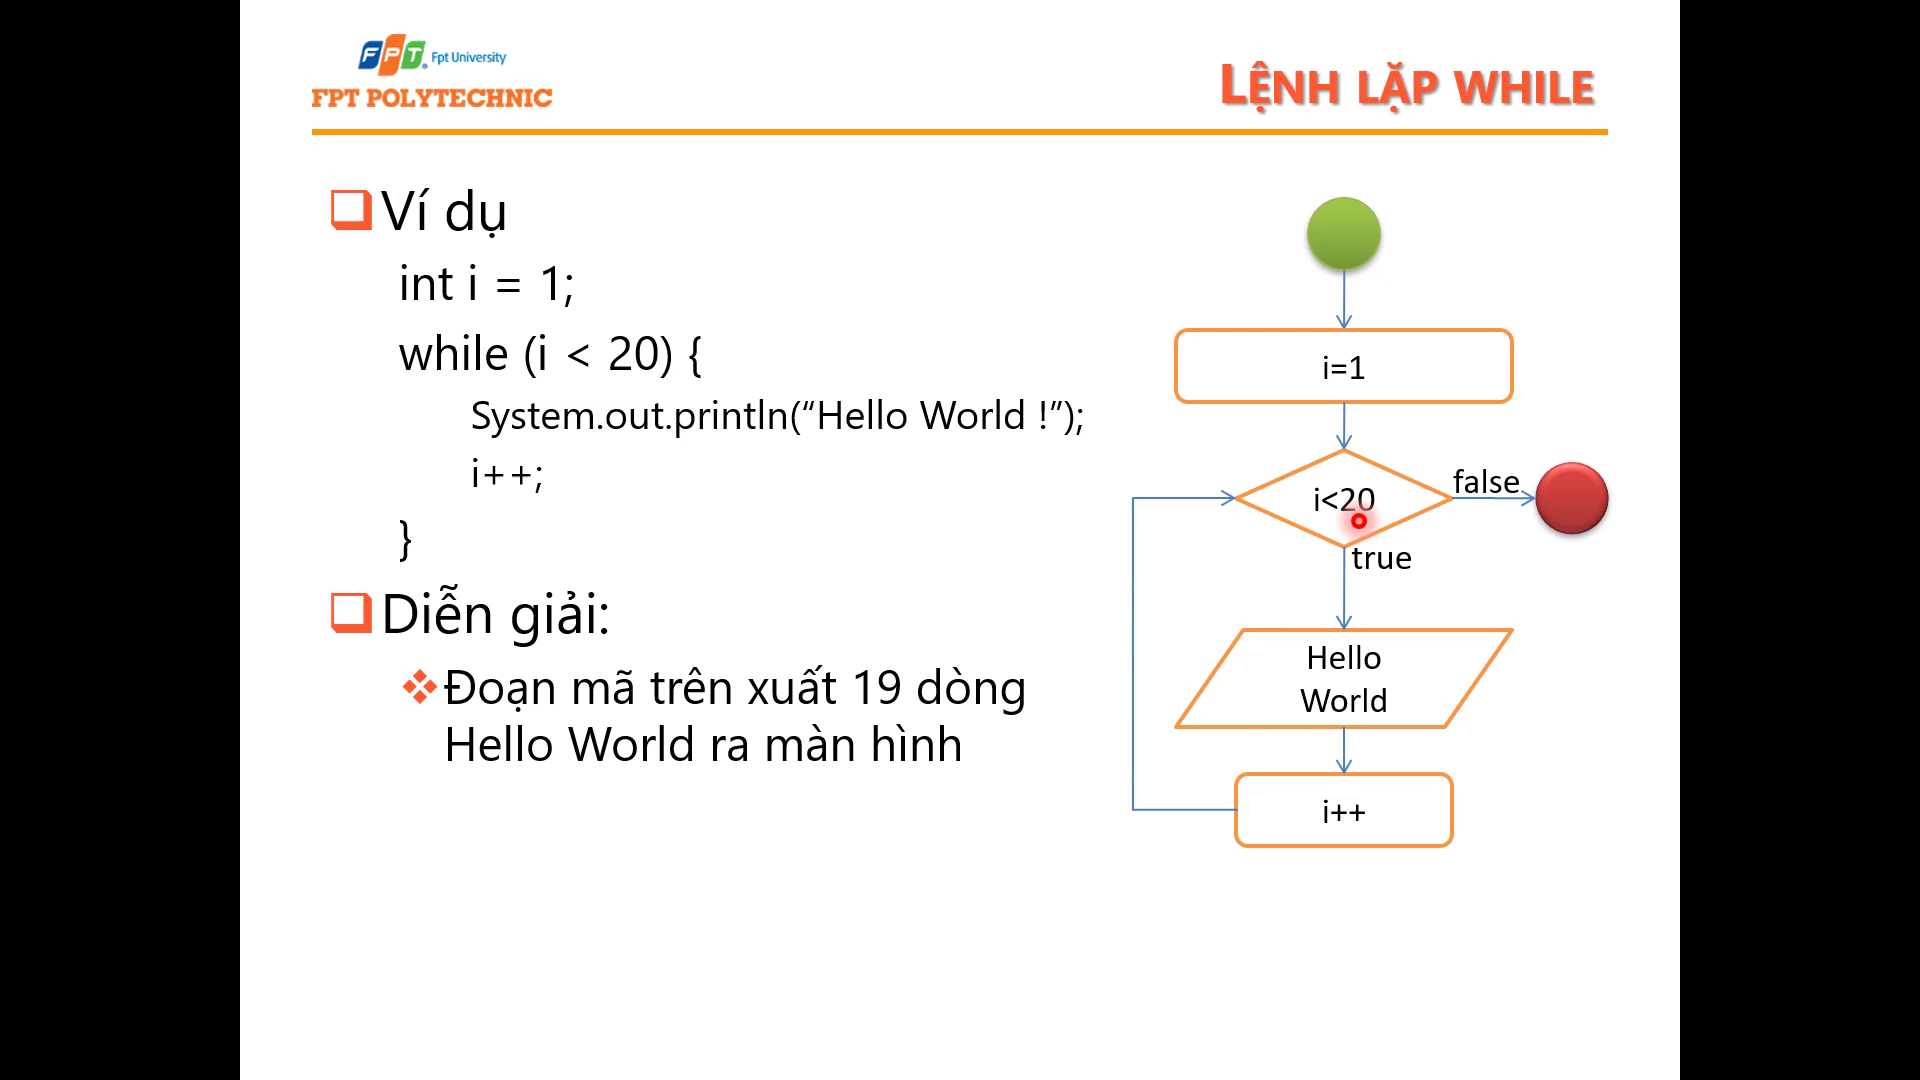 FPT. Fpt University
FPT POLYTECHNIC
LỆNH LẶP WHILE
Ví dụ
int i = 1;
while (i < 20) {
System.out.println(“Hello World !”);
i++;
}
Diễn giải:
Đoạn mã trên xuất 19 dòng
Hello World ra màn hình
i=1
i<20
false
true
Hello
World
i++